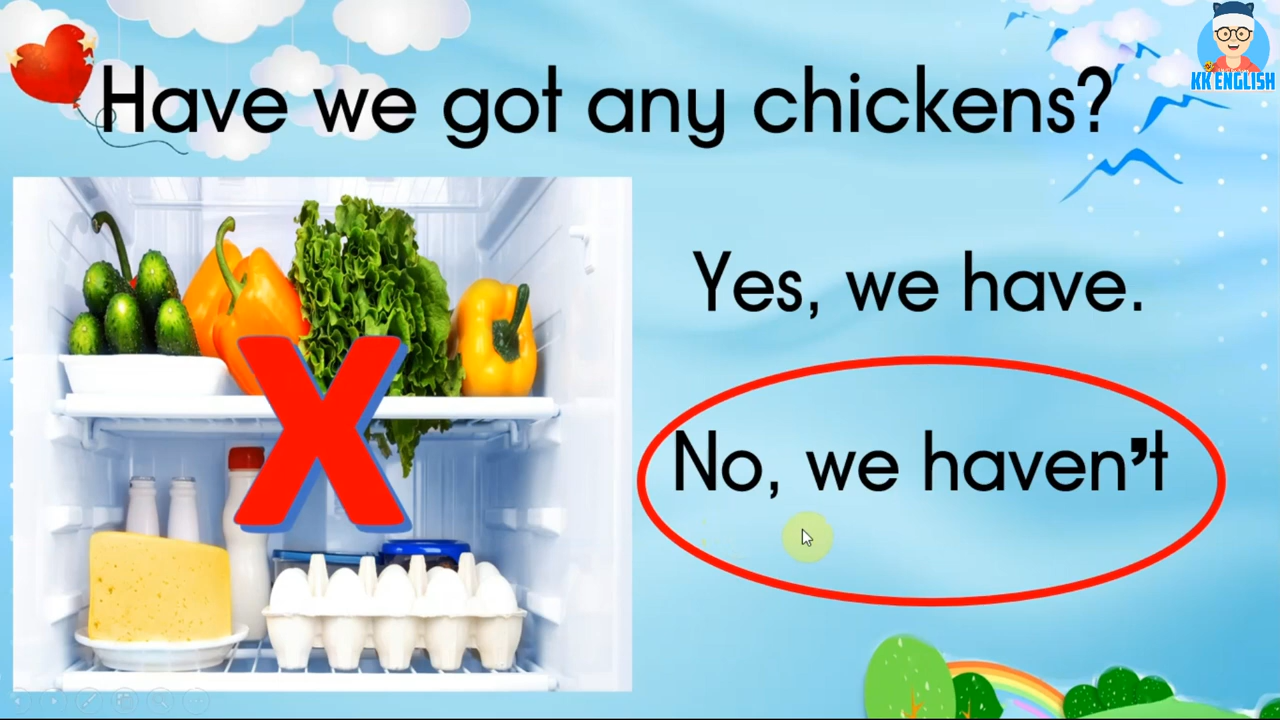 Have we got any chickens?
KK ENGLISH
Yes, we have.
X
No, we haven't